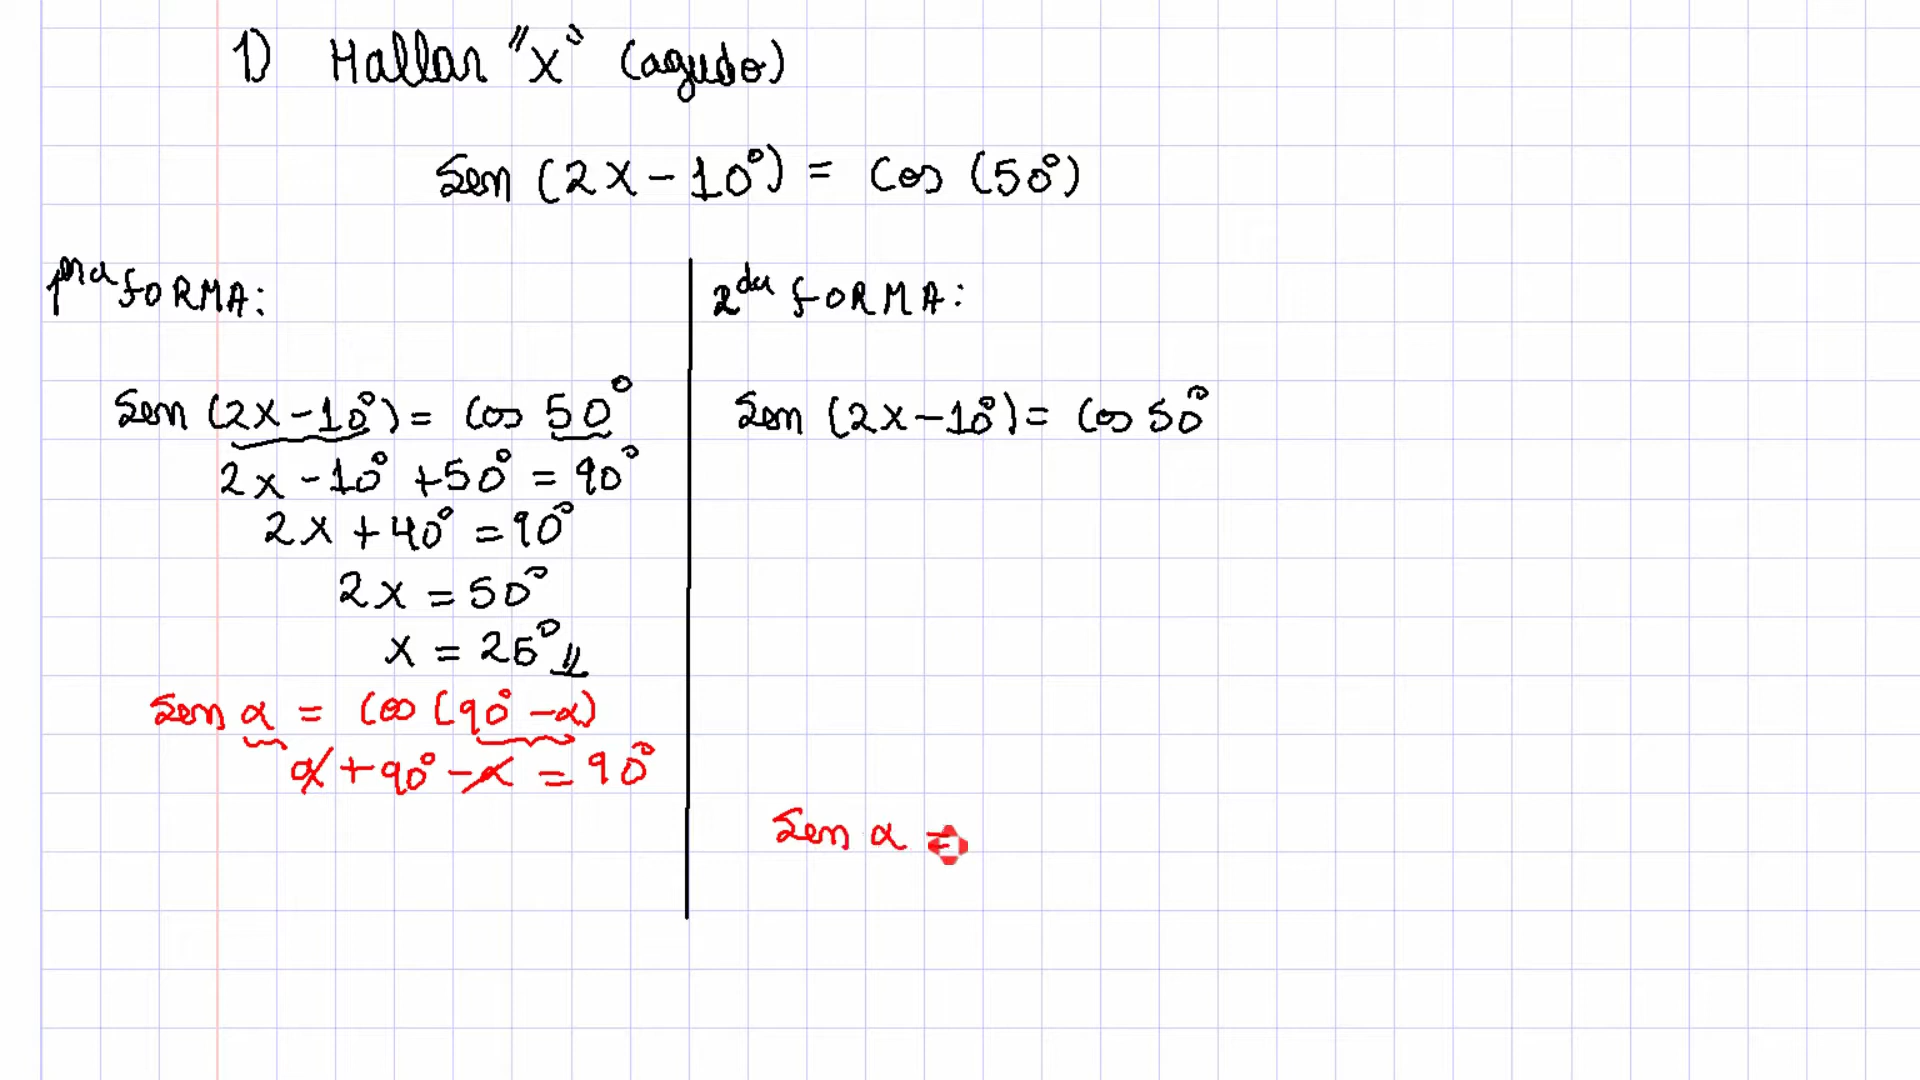 1) Hallar "x" (agudo)
Sen (2x - 10°) = Cos (50°)
1ra FORMA:
Sen (2x - 10°) = Cos 50°
2x - 10° + 50° = 90°
2x + 40° = 90°
2x = 50°
x = 25°
Sen α = Cos (90° - α)
α + 90° - α = 90°
2da FORMA:
Sen (2x - 10°) = Cos 50°
Sen α =